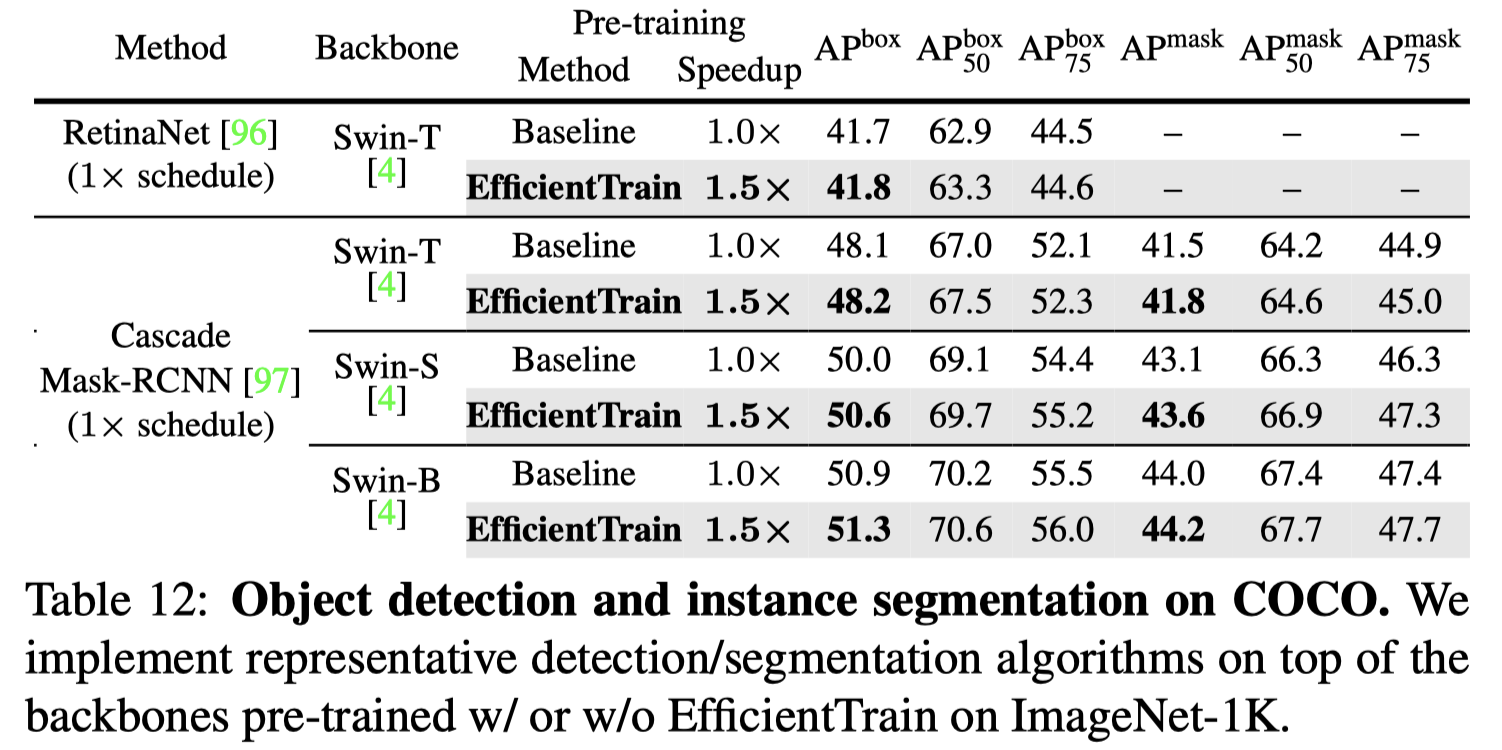 Method Backbone Pre-training Method Speedup AP^box AP^box_50 AP^box_75 AP^mask AP^mask_50 AP^mask_75
RetinaNet [96] (1× schedule) Swin-T [4] Baseline 1.0× 41.7 62.9 44.5 – – –
EfficientTrain 1.5× 41.8 63.3 44.6 – – –
Cascade Mask-RCNN [97] (1× schedule) Swin-T [4] Baseline 1.0× 48.1 67.0 52.1 41.5 64.2 44.9
EfficientTrain 1.5× 48.2 67.5 52.3 41.8 64.6 45.0
Swin-S [4] Baseline 1.0× 50.0 69.1 54.4 43.1 66.3 46.3
EfficientTrain 1.5× 50.6 69.7 55.2 43.6 66.9 47.3
Swin-B [4] Baseline 1.0× 50.9 70.2 55.5 44.0 67.4 47.4
EfficientTrain 1.5× 51.3 70.6 56.0 44.2 67.7 47.7
Table 12: Object detection and instance segmentation on COCO. We
implement representative detection/segmentation algorithms on top of the
backbones pre-trained w/ or w/o EfficientTrain on ImageNet-1K.